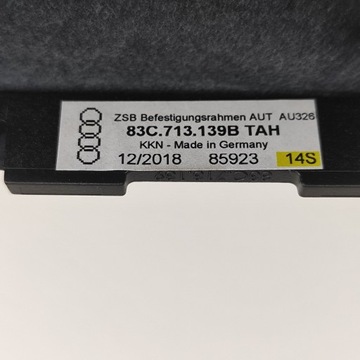 ZSB Befestigungsrahmen AUT AU326
83C.713.139B TAH
KKN - Made in Germany
12/2018 85923 14S